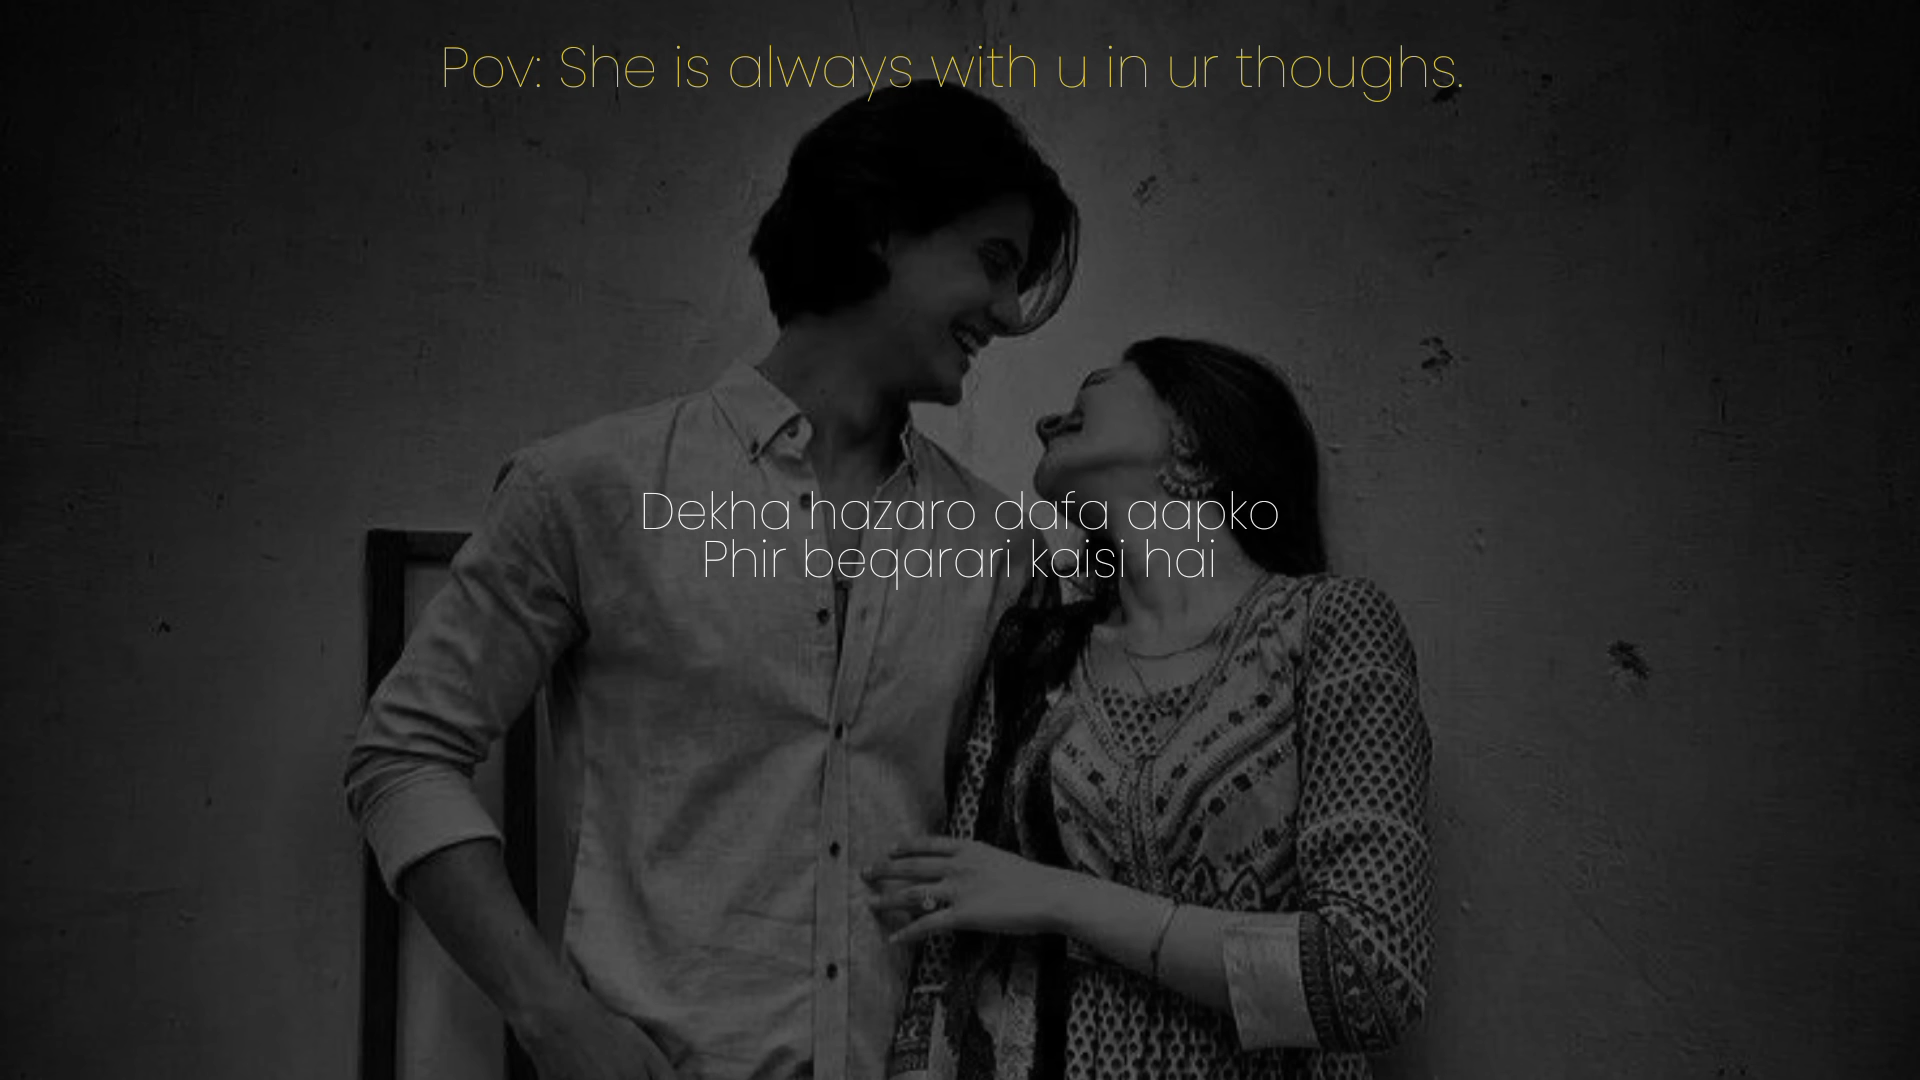 Pov: She is always with u in ur thoughs.
Dekha hazaro dafa aapko
Phir beqarari kaisi hai